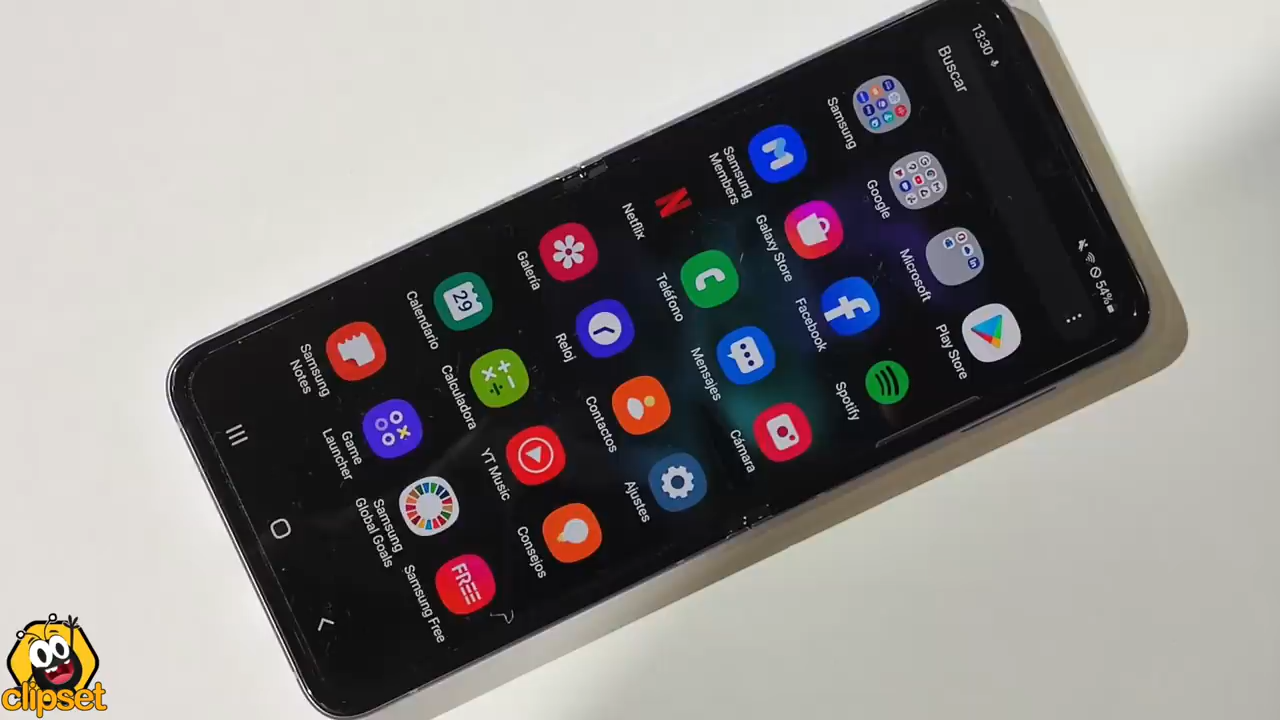 13:30
54%
Buscar
Samsung
Google
Microsoft
Play Store
Samsung
Members
Galaxy Store
Facebook
Spotify
N
Netflix
Teléfono
Mensajes
Cámara
Galería
Reloj
Contactos
Ajustes
29
Calendario
Calculadora
YT Music
Consejos
Samsung
Notes
Game
Launcher
Samsung
Global Goals
FREE
Samsung Free
clipset